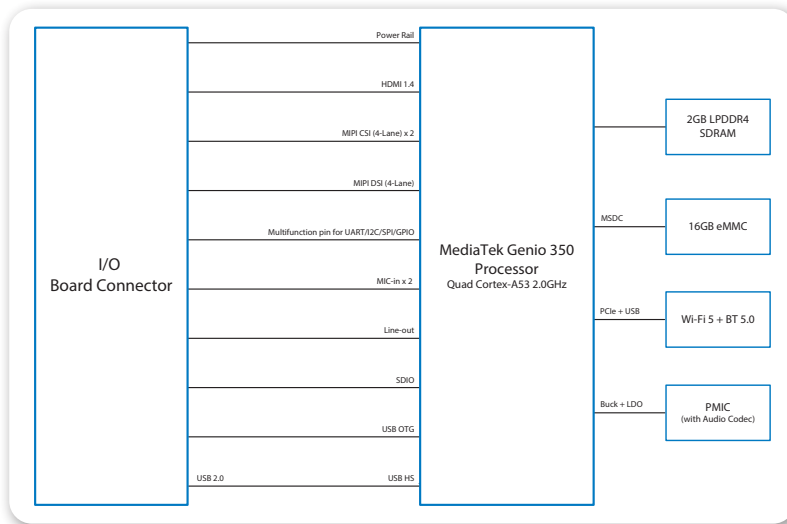 Power Rail
HDMI 1.4
MIPI CSI (4-Lane) x 2
MIPI DSI (4-Lane)
Multifunction pin for UART/I2C/SPI/GPIO
MIC-in x 2
Line-out
SDIO
USB OTG
USB 2.0
USB HS
I/O
Board Connector
MediaTek Genio 350
Processor
Quad Cortex-A53 2.0GHz
2GB LPDDR4
SDRAM
MSDC
16GB eMMC
PCIe + USB
Wi-Fi 5 + BT 5.0
Buck + LDO
PMIC
(with Audio Codec)